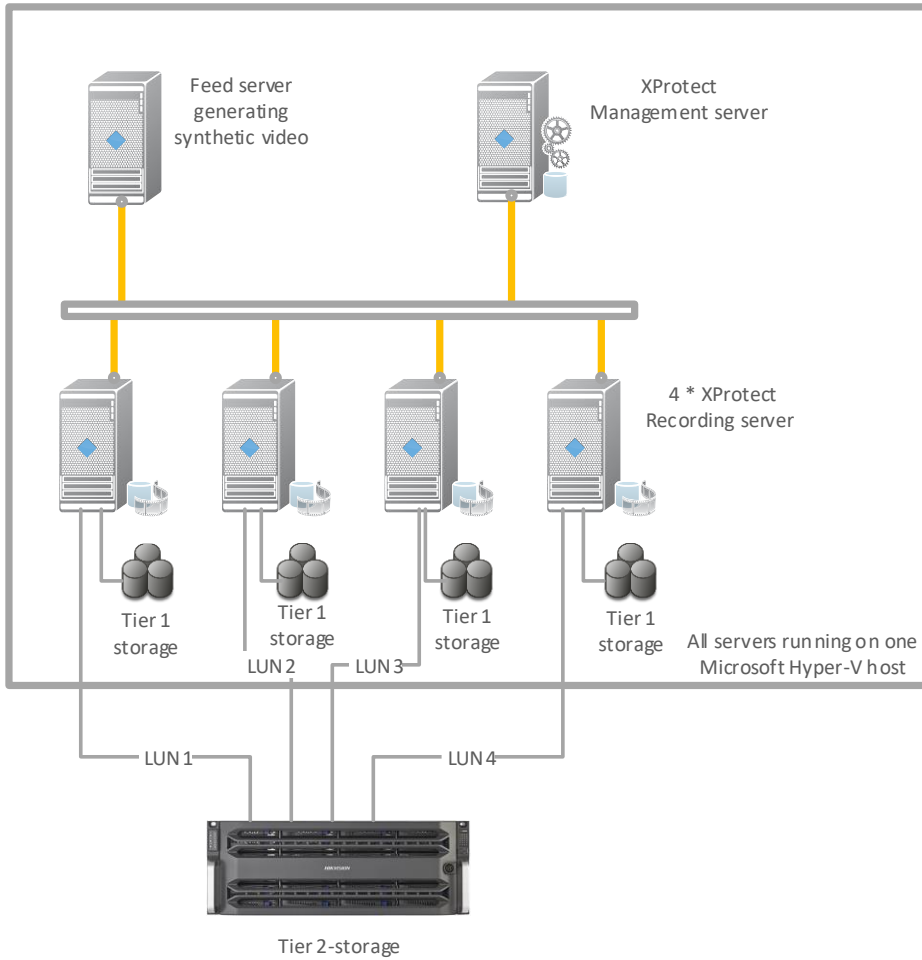 Feed server
generating
synthetic video
XProtect
Management server
4 * XProtect
Recording server
Tier 1
storage
Tier 1
storage
Tier 1
storage
Tier 1
storage
LUN 2
LUN 3
All servers running on one
Microsoft Hyper-V host
LUN 1
LUN 4
HIKVISION
Tier 2-storage